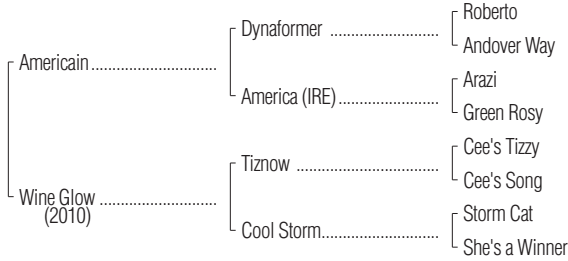 Roberto
Dynaformer
Andover Way
Americain
Arazi
America (IRE)
Green Rosy
Cee's Tizzy
Tiznow
Cee's Song
Wine Glow
(2010)
Storm Cat
Cool Storm
She's a Winner